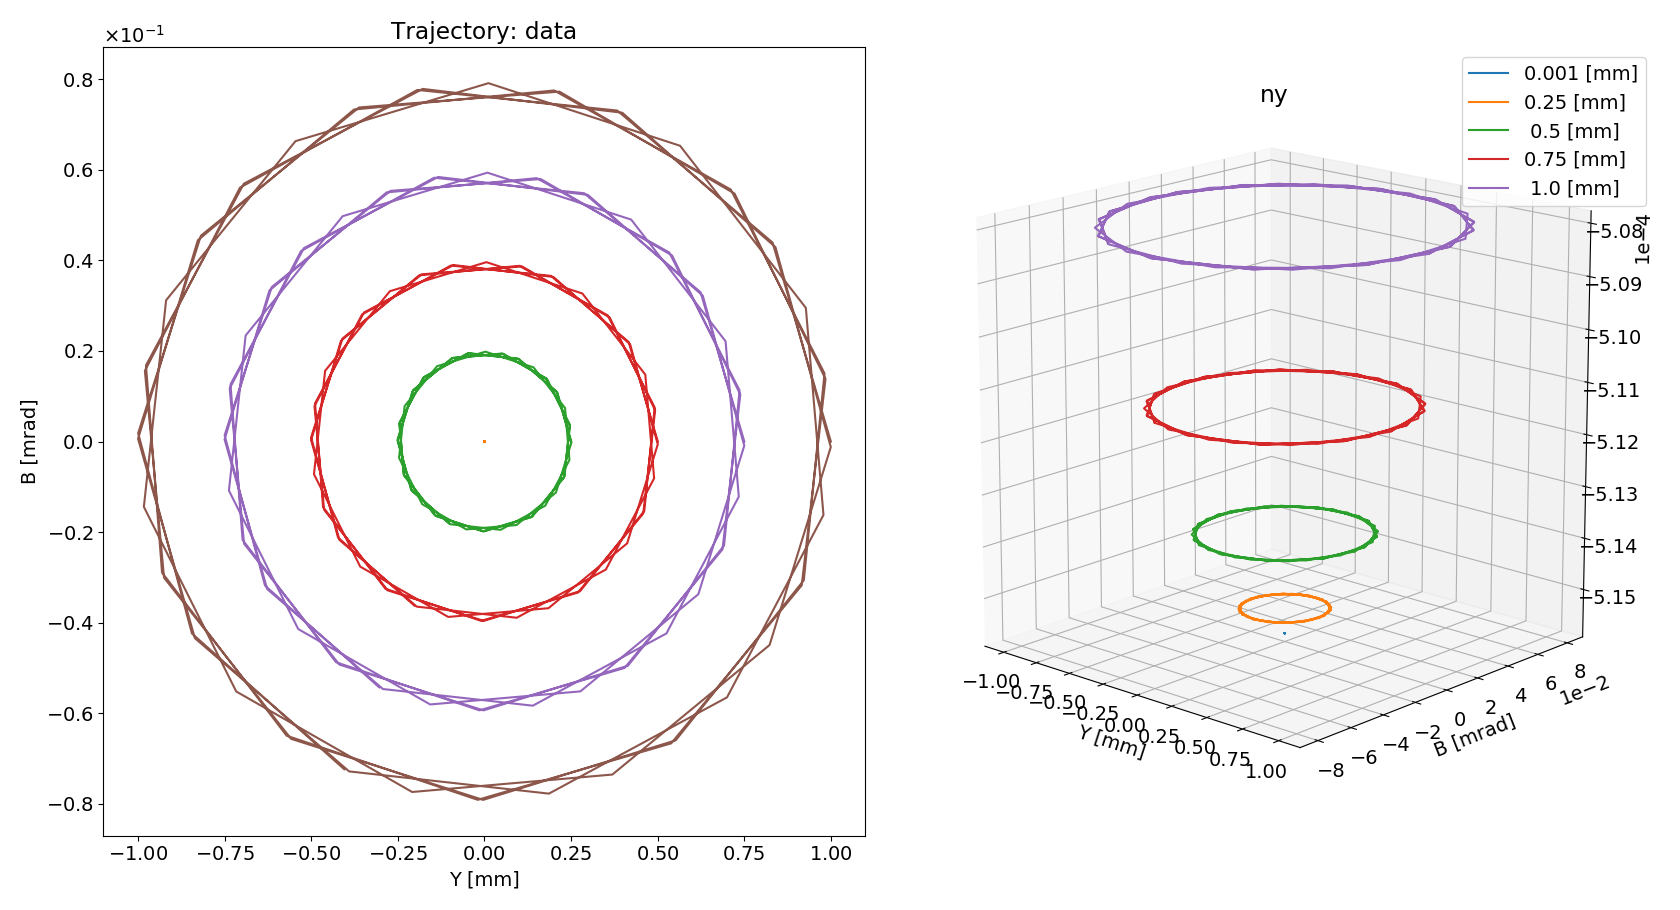 Trajectory: data
×10⁻¹
0.8
0.6
0.4
0.2
0.0
−0.2
−0.4
−0.6
−0.8
B [mrad]
−1.00 −0.75 −0.50 −0.25 0.00 0.25 0.50 0.75 1.00
Y [mm]
ny
0.001 [mm]
0.25 [mm]
0.5 [mm]
0.75 [mm]
1.0 [mm]
1e−4
−5.08
−5.09
−5.10
−5.11
−5.12
−5.13
−5.14
−5.15
−1.00 −0.75 −0.50 −0.25 0.00 0.25 0.50 0.75 1.00
Y [mm]
−8 −6 −4 −2 0 2 4 6 8
1e−2
B [mrad]